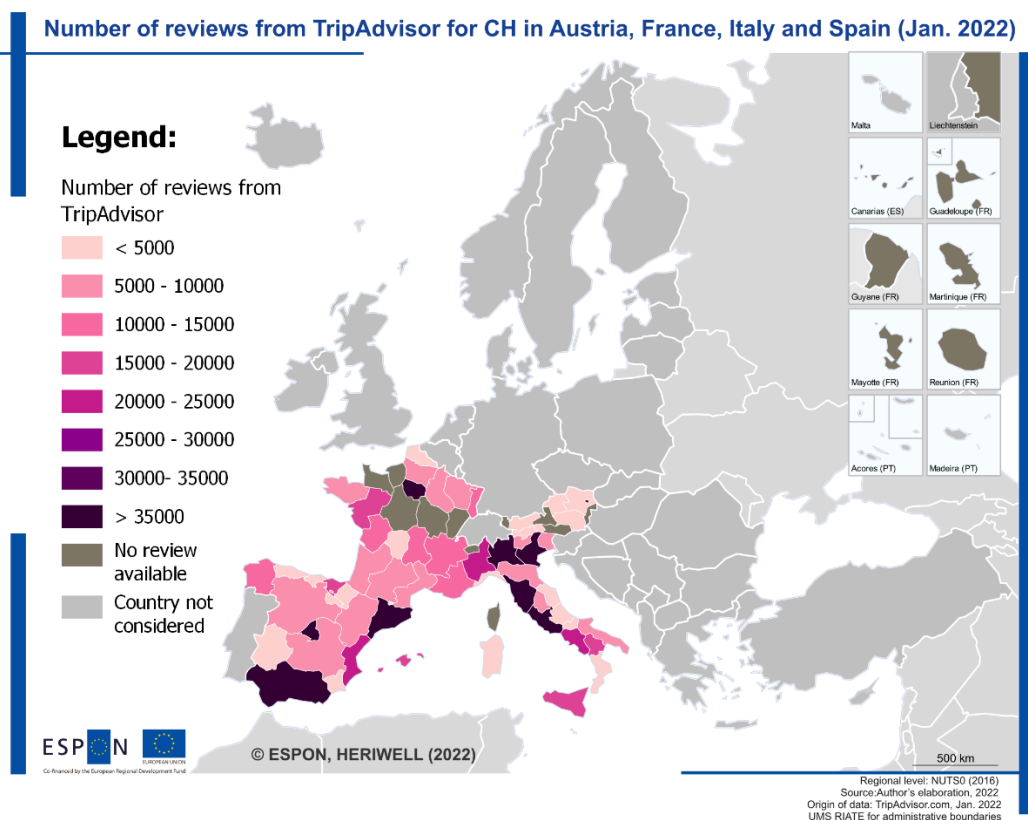 Number of reviews from TripAdvisor for CH in Austria, France, Italy and Spain (Jan. 2022)
Legend:
Number of reviews from
TripAdvisor
< 5000
5000 - 10000
10000 - 15000
15000 - 20000
20000 - 25000
25000 - 30000
30000- 35000
> 35000
No review
available
Country not
considered
Malta
Liechtenstein
Canarias (ES)
Guadeloupe (FR)
Guyane (FR)
Martinique (FR)
Mayotte (FR)
Reunion (FR)
Acores (PT)
Madeira (PT)
ESPON
EUROPEAN UNION
Co-financed by the European Regional Development Fund
© ESPON, HERIWELL (2022)
500 km
Regional level: NUTS0 (2016)
Source:Author's elaboration, 2022
Origin of data: TripAdvisor.com, Jan. 2022
UMS RIATE for administrative boundaries